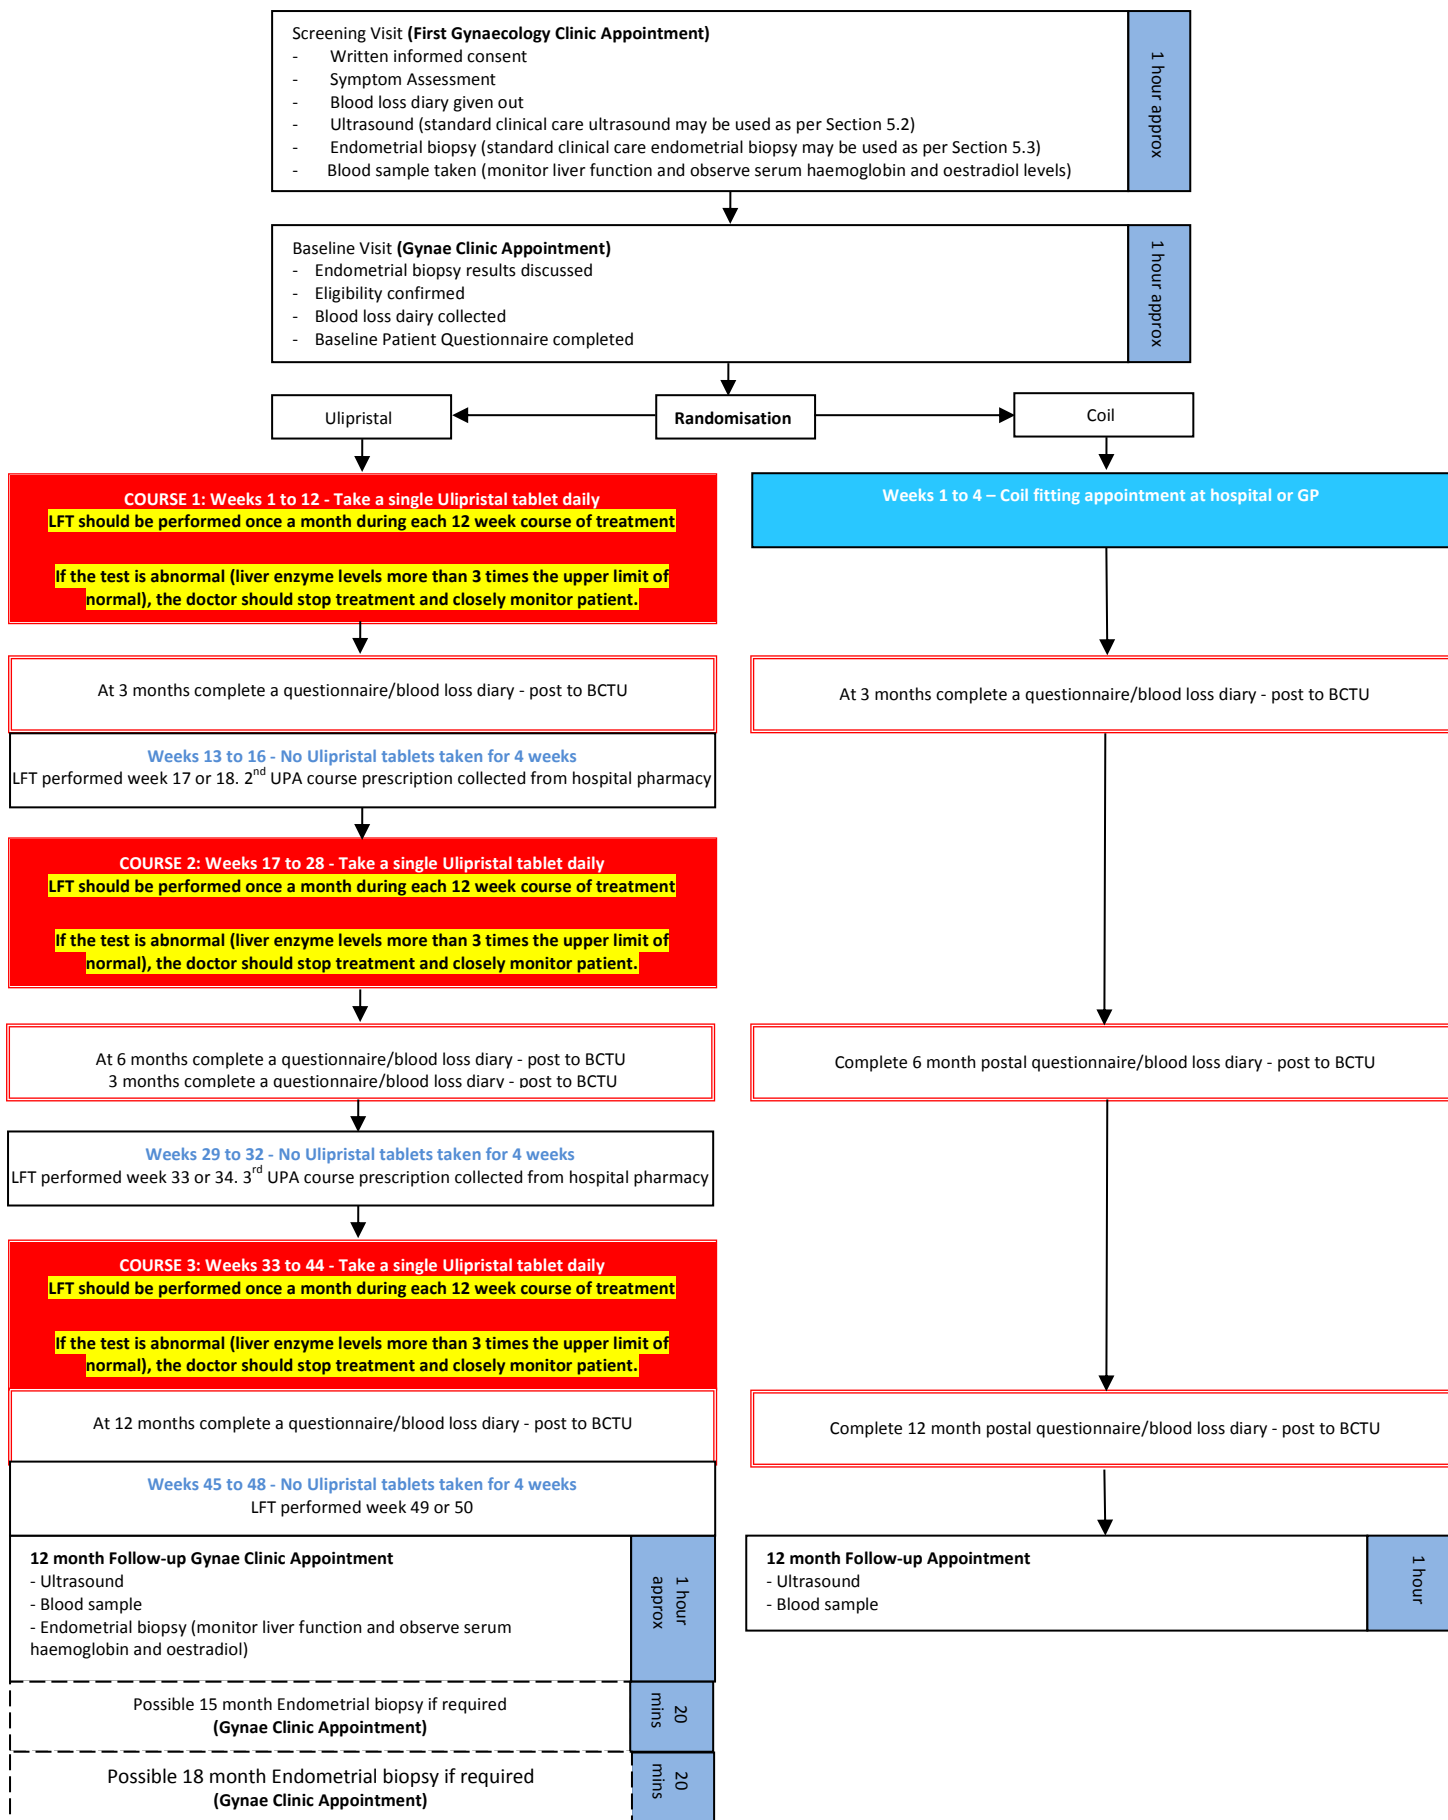 Screening Visit (First Gynaecology Clinic Appointment)
- Written informed consent
- Symptom Assessment
- Blood loss diary given out
- Ultrasound (standard clinical care ultrasound may be used as per Section 5.2)
- Endometrial biopsy (standard clinical care endometrial biopsy may be used as per Section 5.3)
- Blood sample taken (monitor liver function and observe serum haemoglobin and oestradiol levels)
1 hour approx
Baseline Visit (Gynae Clinic Appointment)
- Endometrial biopsy results discussed
- Eligibility confirmed
- Blood loss dairy collected
- Baseline Patient Questionnaire completed
1 hour approx
Ulipristal
Randomisation
Coil
COURSE 1: Weeks 1 to 12 - Take a single Ulipristal tablet daily
LFT should be performed once a month during each 12 week course of treatment
If the test is abnormal (liver enzyme levels more than 3 times the upper limit of
normal), the doctor should stop treatment and closely monitor patient.
Weeks 1 to 4 – Coil fitting appointment at hospital or GP
At 3 months complete a questionnaire/blood loss diary - post to BCTU
At 3 months complete a questionnaire/blood loss diary - post to BCTU
Weeks 13 to 16 - No Ulipristal tablets taken for 4 weeks
LFT performed week 17 or 18. 2nd UPA course prescription collected from hospital pharmacy
COURSE 2: Weeks 17 to 28 - Take a single Ulipristal tablet daily
LFT should be performed once a month during each 12 week course of treatment
If the test is abnormal (liver enzyme levels more than 3 times the upper limit of
normal), the doctor should stop treatment and closely monitor patient.
At 6 months complete a questionnaire/blood loss diary - post to BCTU
3 months complete a questionnaire/blood loss diary - post to BCTU
Complete 6 month postal questionnaire/blood loss diary - post to BCTU
Weeks 29 to 32 - No Ulipristal tablets taken for 4 weeks
LFT performed week 33 or 34. 3rd UPA course prescription collected from hospital pharmacy
COURSE 3: Weeks 33 to 44 - Take a single Ulipristal tablet daily
LFT should be performed once a month during each 12 week course of treatment
If the test is abnormal (liver enzyme levels more than 3 times the upper limit of
normal), the doctor should stop treatment and closely monitor patient.
At 12 months complete a questionnaire/blood loss diary - post to BCTU
Complete 12 month postal questionnaire/blood loss diary - post to BCTU
Weeks 45 to 48 - No Ulipristal tablets taken for 4 weeks
LFT performed week 49 or 50
12 month Follow-up Gynae Clinic Appointment
- Ultrasound
- Blood sample
- Endometrial biopsy (monitor liver function and observe serum
haemoglobin and oestradiol)
1 hour
approx
12 month Follow-up Appointment
- Ultrasound
- Blood sample
1 hour
Possible 15 month Endometrial biopsy if required
(Gynae Clinic Appointment)
20
mins
Possible 18 month Endometrial biopsy if required
(Gynae Clinic Appointment)
20
mins